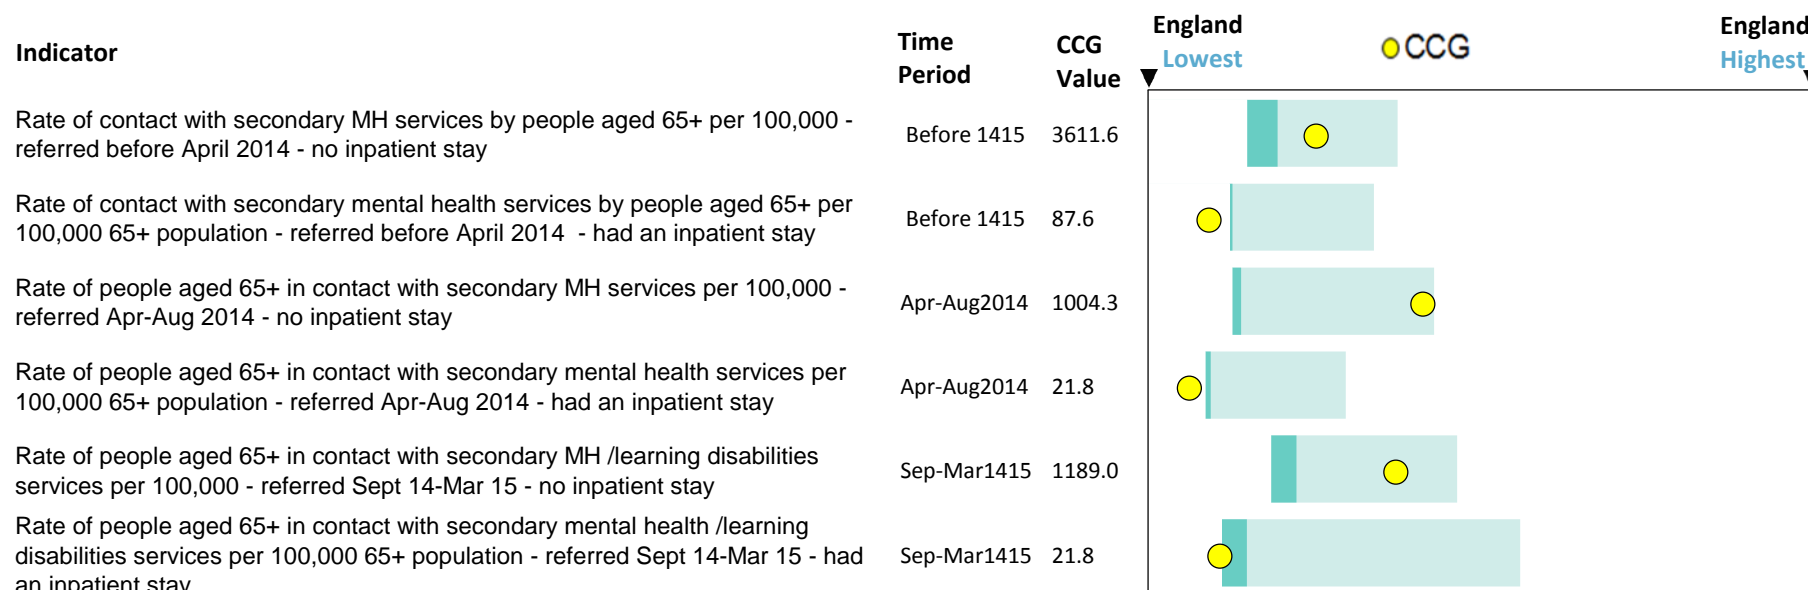 Indicator
Time
Period
CCG
Value
England
Lowest
CCG
England
Highest
Rate of contact with secondary MH services by people aged 65+ per 100,000 -
referred before April 2014 - no inpatient stay
Before 1415
3611.6
Rate of contact with secondary mental health services by people aged 65+ per
100,000 65+ population - referred before April 2014  - had an inpatient stay
Before 1415
87.6
Rate of people aged 65+ in contact with secondary MH services per 100,000 -
referred Apr-Aug 2014 - no inpatient stay
Apr-Aug2014
1004.3
Rate of people aged 65+ in contact with secondary mental health services per
100,000 65+ population - referred Apr-Aug 2014 - had an inpatient stay
Apr-Aug2014
21.8
Rate of people aged 65+ in contact with secondary MH /learning disabilities
services per 100,000 - referred Sept 14-Mar 15 - no inpatient stay
Sep-Mar1415
1189.0
Rate of people aged 65+ in contact with secondary mental health /learning
disabilities services per 100,000 65+ population - referred Sept 14-Mar 15 - had
an inpatient stay
Sep-Mar1415
21.8